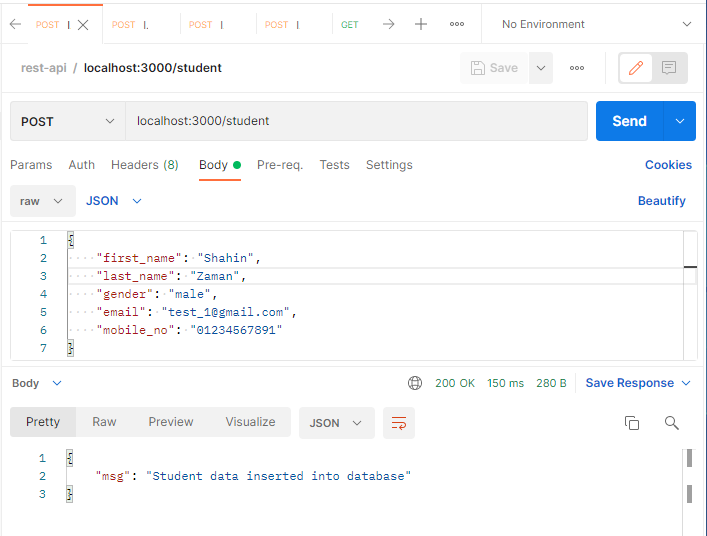 POST POST POST POST GET No Environment
rest-api / localhost:3000/student Save
POST localhost:3000/student Send
Params Auth Headers (8) Body Pre-req. Tests Settings Cookies
raw JSON Beautify
1 {
2 "first_name": "Shahin",
3 "last_name": "Zaman",
4 "gender": "male",
5 "email": "test_1@gmail.com",
6 "mobile_no": "01234567891"
7 }
Body 200 OK 150 ms 280 B Save Response
Pretty Raw Preview Visualize JSON
1 {
2 "msg": "Student data inserted into database"
3 }